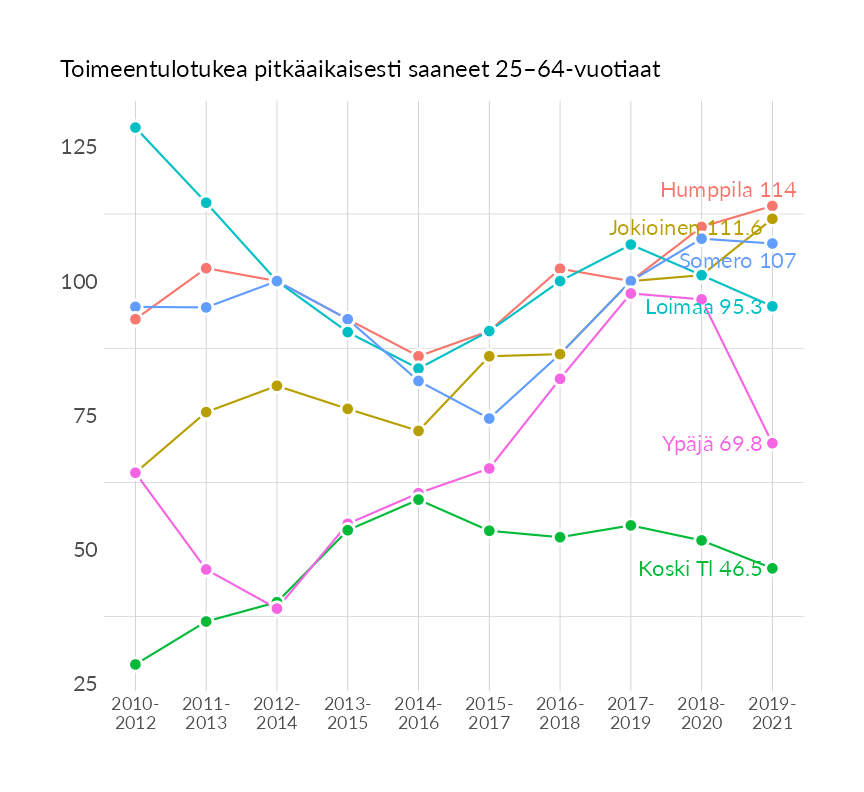 Toimeentulotukea pitkäaikaisesti saaneet 25–64-vuotiaat
125
100
75
50
25
Humppila 114
Jokioinen 111.6
Somero 107
Loimaa 95.3
Ypäjä 69.8
Koski Tl 46.5
2010- 2011- 2012- 2013- 2014- 2015- 2016- 2017- 2018- 2019-
2012 2013 2014 2015 2016 2017 2018 2019 2020 2021